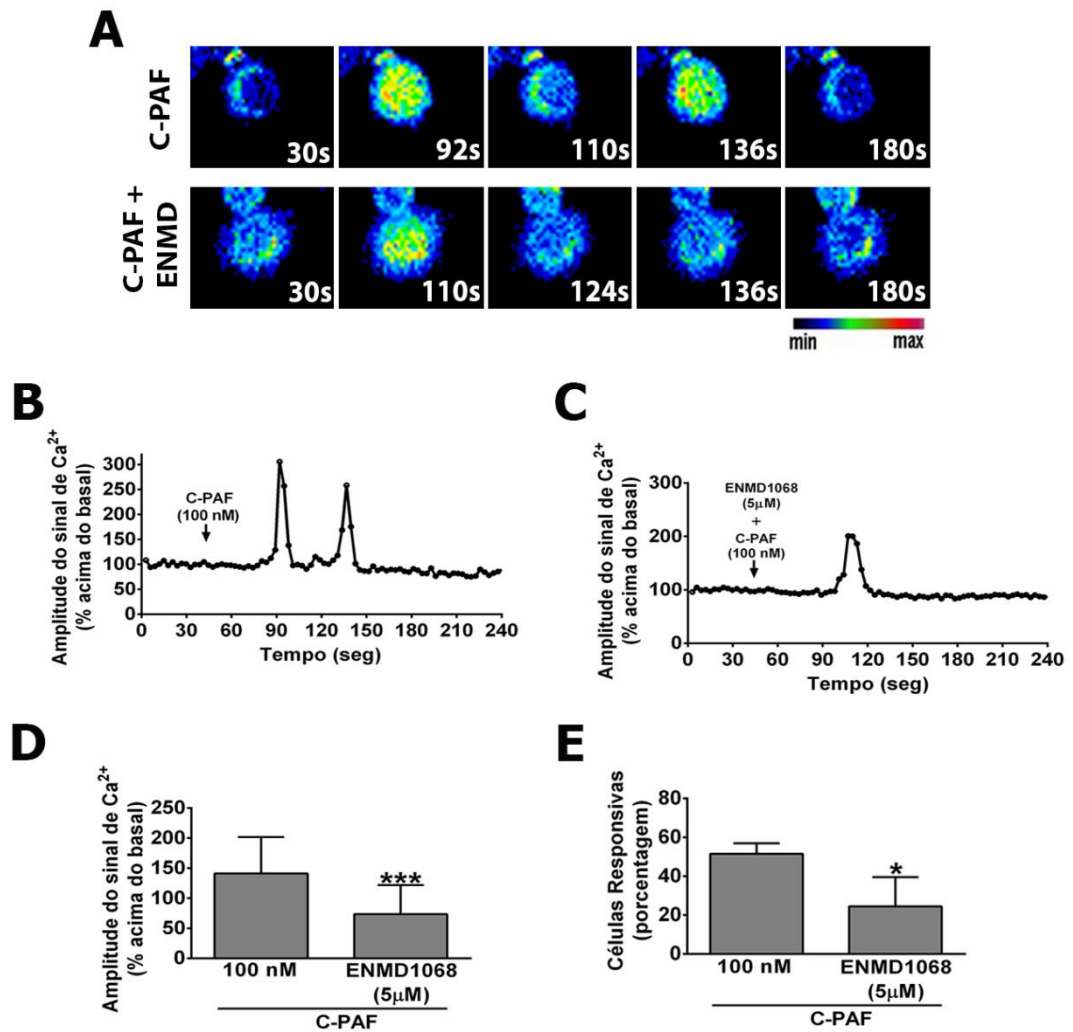 A
C-PAF
30s 92s 110s 136s 180s
C-PAF +
ENMD
30s 110s 124s 136s 180s
min max
B
Amplitude do sinal de Ca²⁺
(% acima do basal)
300
250
200
150
100
50
0
C-PAF
(100 nM)
0 30 60 90 120 150 180 210 240
Tempo (seg)
C
Amplitude do sinal de Ca²⁺
(% acima do basal)
300
200
100
0
ENMD1068
(5µM)
+
C-PAF
(100 nM)
0 30 60 90 120 150 180 210 240
Tempo (seg)
D
Amplitude do sinal de Ca²⁺
(% acima do basal)
250
200
150
100
50
0
***
100 nM ENMD1068
(5µM)
C-PAF
E
Células Responsivas
(porcentagem)
80
60
40
20
0
*
100 nM ENMD1068
(5µM)
C-PAF